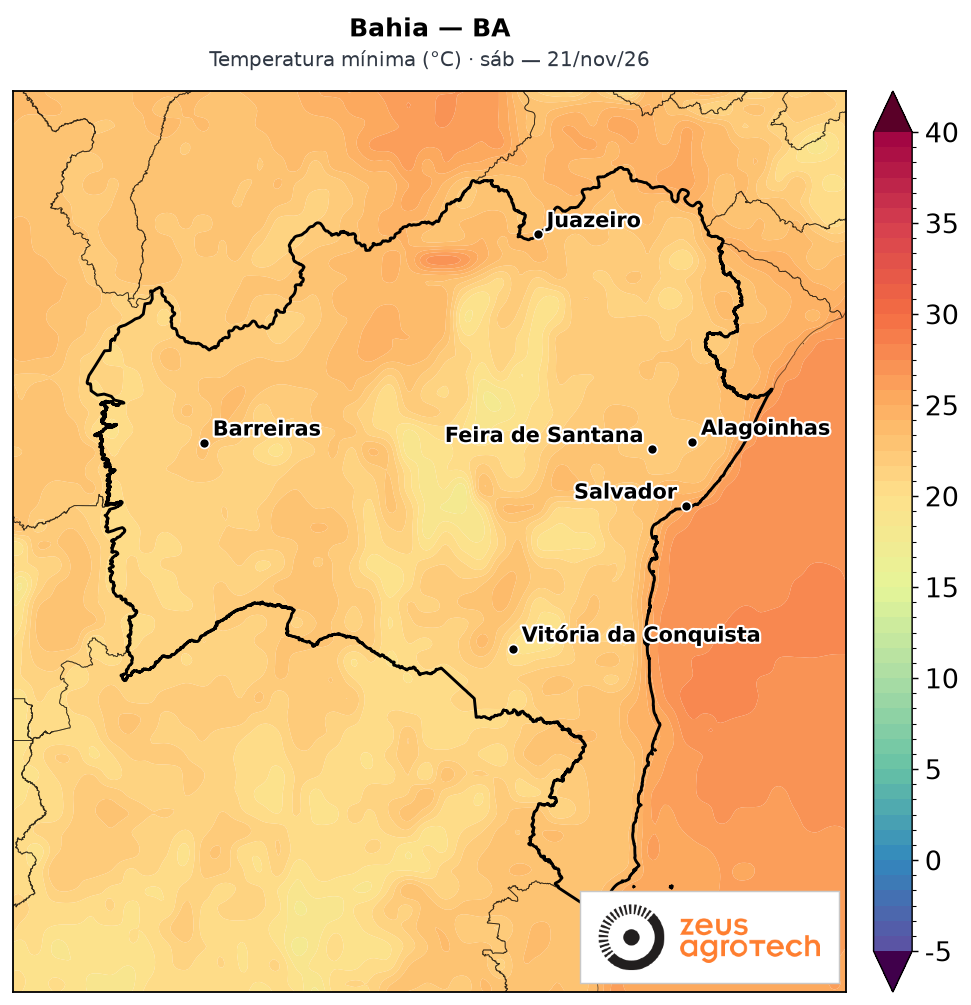 Bahia — BA
Temperatura mínima (°C) · sáb — 21/nov/26
40
35
30
25
20
15
10
5
0
-5
Juazeiro
Barreiras
Feira de Santana
Alagoinhas
Salvador
Vitória da Conquista
zeus
agrotech